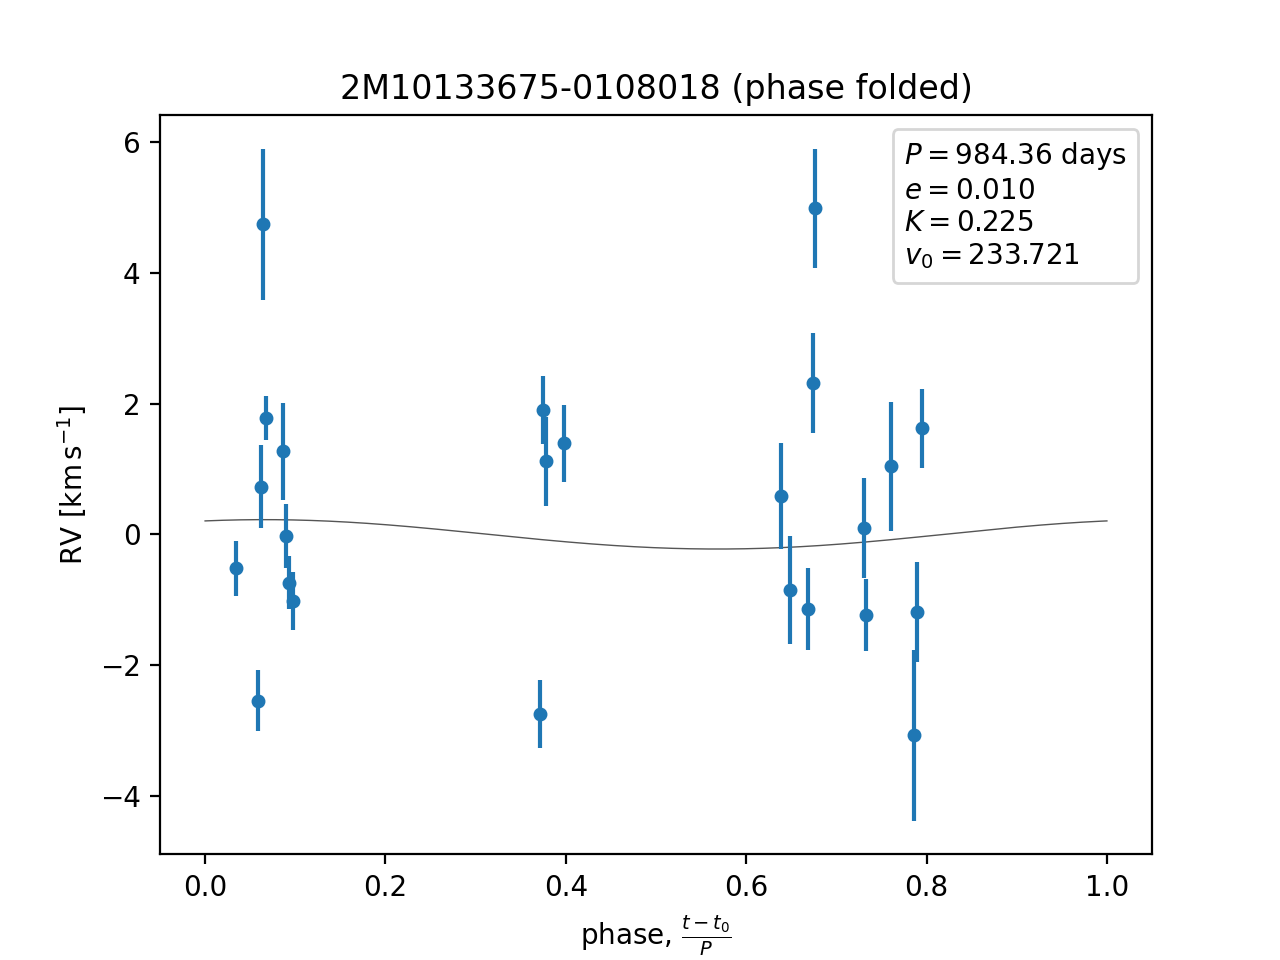 2M10133675-0108018 (phase folded)
P = 984.36 days
e = 0.010
K = 0.225
v₀ = 233.721
RV [km s⁻¹]
6
4
2
0
−2
−4
0.0 0.2 0.4 0.6 0.8 1.0
phase, (t − t₀)/P